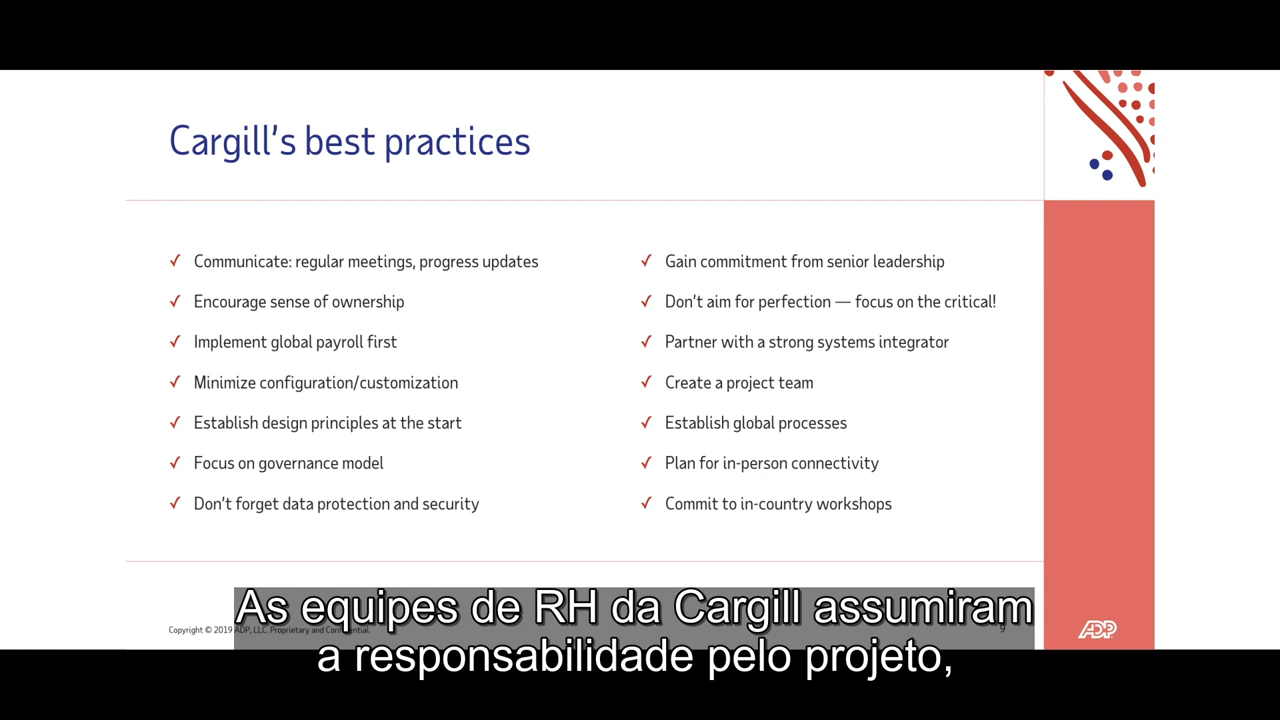 Cargill's best practices
✓ Communicate: regular meetings, progress updates
✓ Encourage sense of ownership
✓ Implement global payroll first
✓ Minimize configuration/customization
✓ Establish design principles at the start
✓ Focus on governance model
✓ Don't forget data protection and security
✓ Gain commitment from senior leadership
✓ Don't aim for perfection — focus on the critical!
✓ Partner with a strong systems integrator
✓ Create a project team
✓ Establish global processes
✓ Plan for in-person connectivity
✓ Commit to in-country workshops
Copyright © 2019 ADP, LLC. Proprietary and Confidential.
9
ADP
As equipes de RH da Cargill assumiram
a responsabilidade pelo projeto,